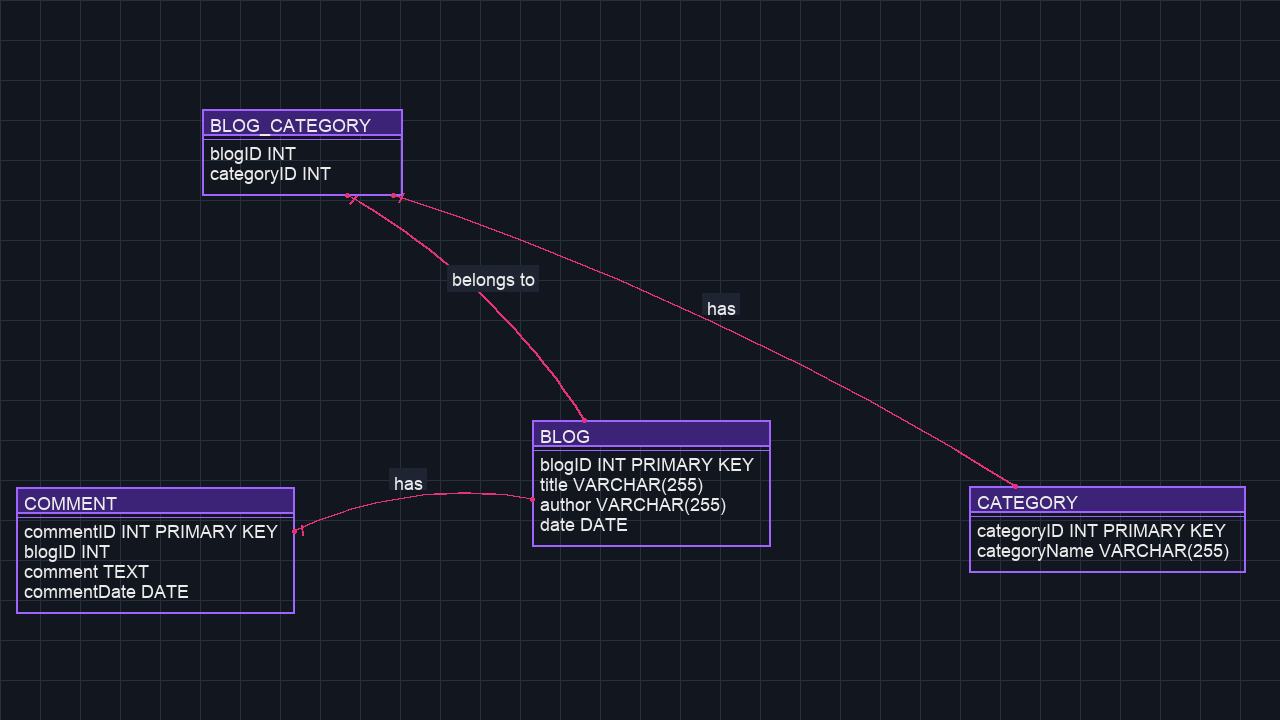 BLOG_CATEGORY
blogID INT
categoryID INT
belongs to
has
BLOG
blogID INT PRIMARY KEY
title VARCHAR(255)
author VARCHAR(255)
date DATE
has
COMMENT
commentID INT PRIMARY KEY
blogID INT
comment TEXT
commentDate DATE
CATEGORY
categoryID INT PRIMARY KEY
categoryName VARCHAR(255)